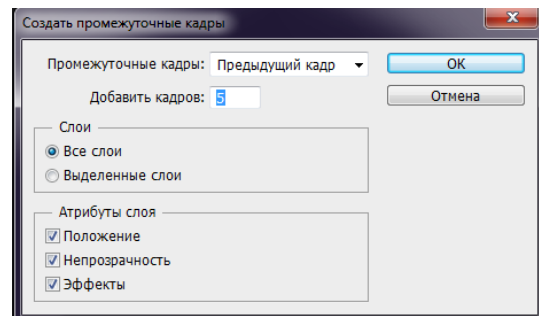 Создать промежуточные кадры
Промежуточные кадры: Предыдущий кадр
OK
Добавить кадров: 5
Отмена
Слои
Все слои
Выделенные слои
Атрибуты слоя
Положение
Непрозрачность
Эффекты